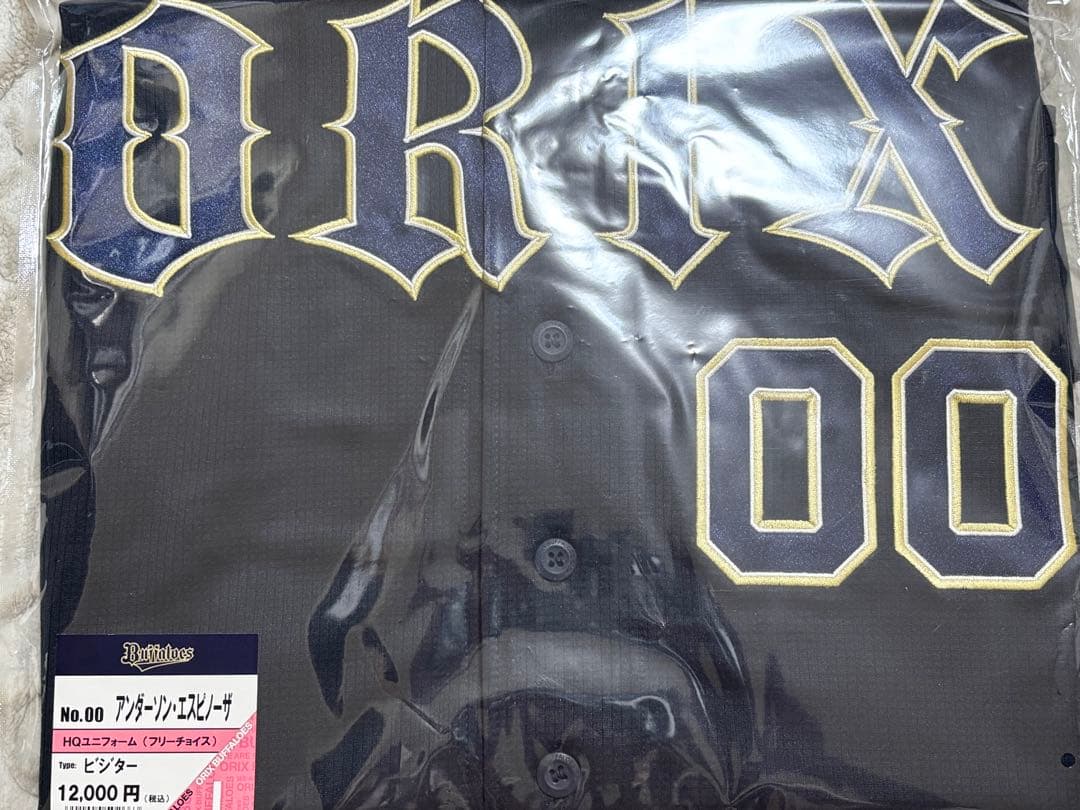 ORIX
00
Buffaloes
No.00 アンダーソン・エスピノーザ
HQユニフォーム（フリーチョイス）
Type: ビジター
12,000円（税込）
ORIX BUFFALOES